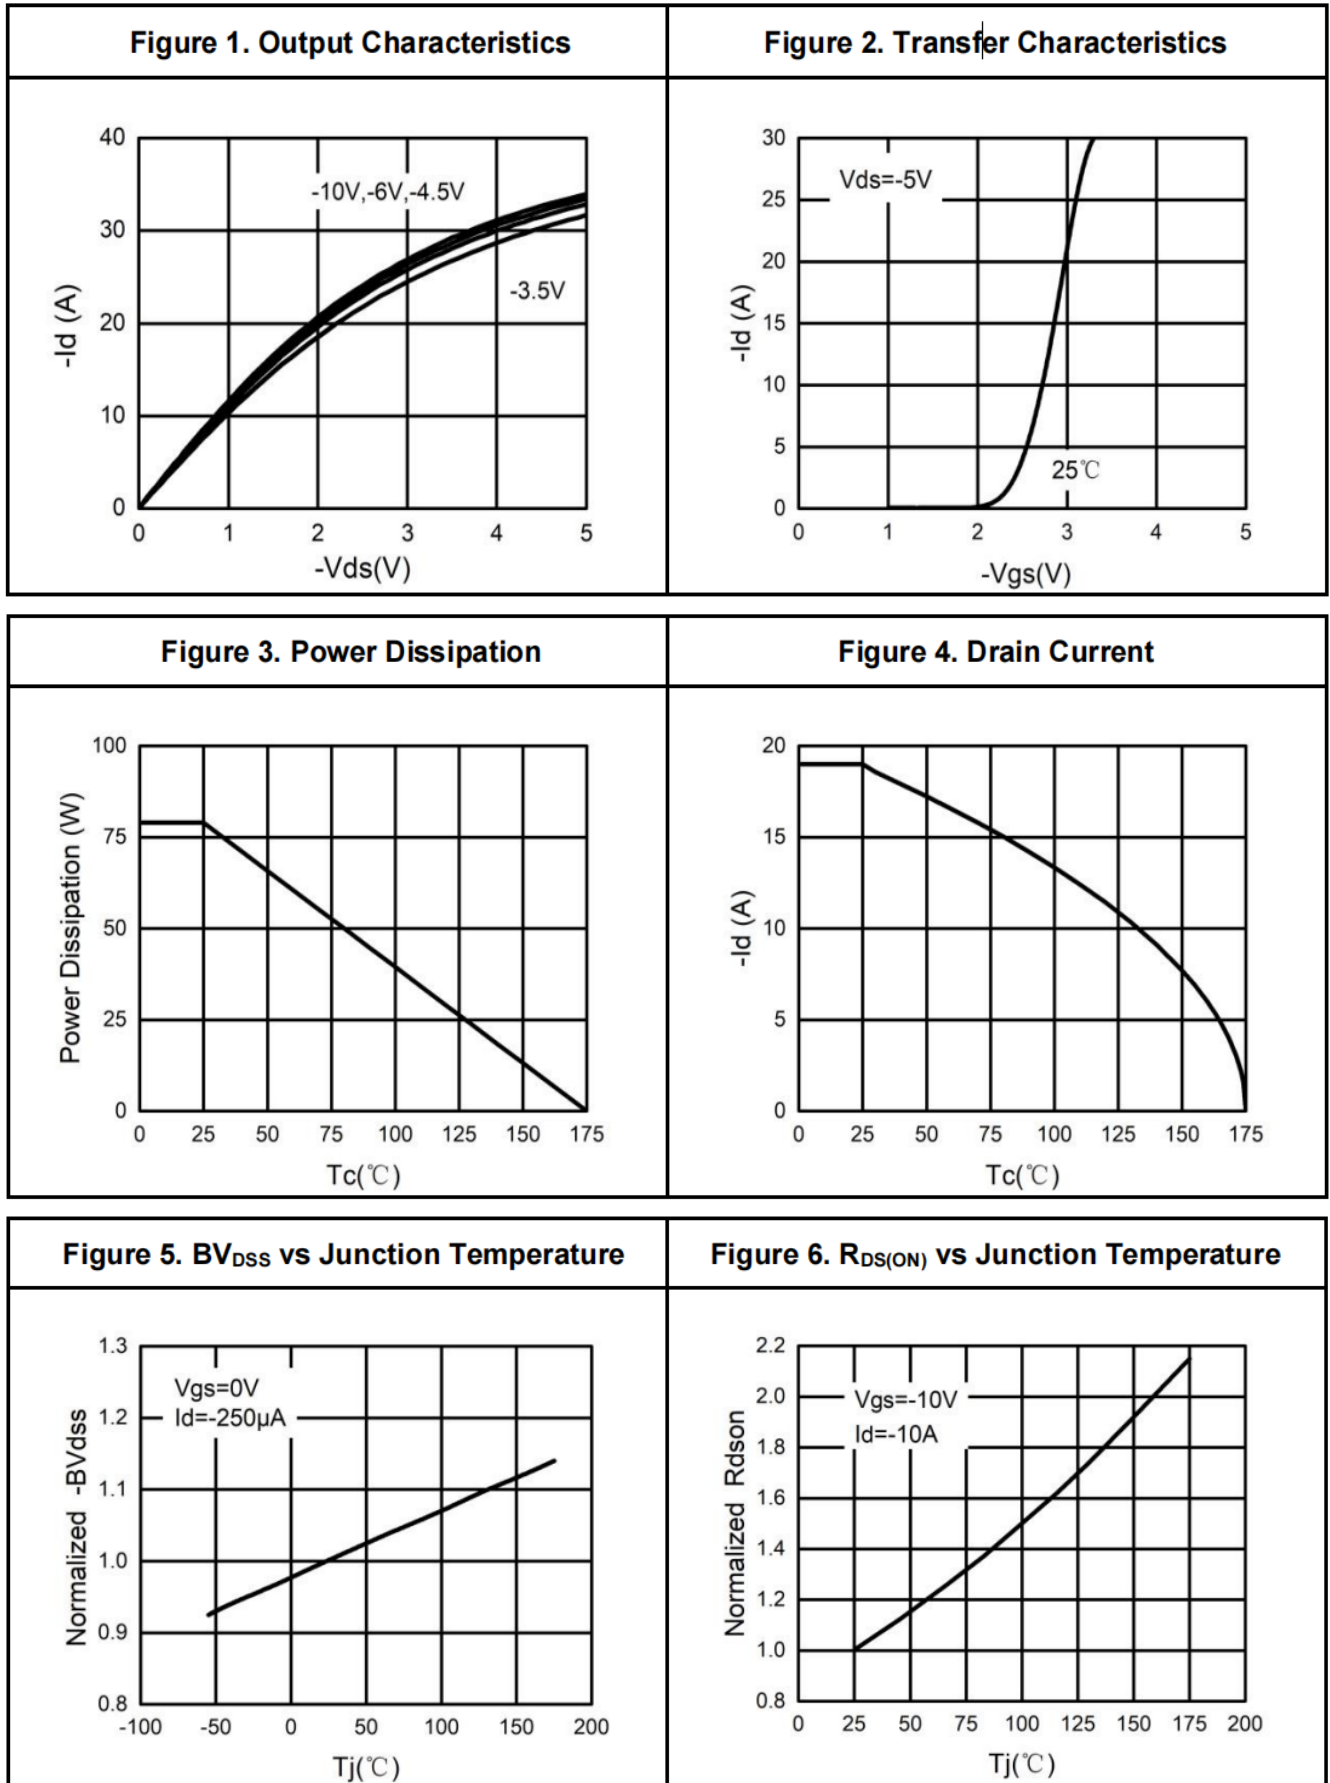 Figure 1. Output Characteristics
Figure 2. Transfer Characteristics
40
30
20
10
0
-Id (A)
-10V,-6V,-4.5V
-3.5V
0 1 2 3 4 5
-Vds(V)
30
25
20
15
10
5
0
-Id (A)
Vds=-5V
25℃
0 1 2 3 4 5
-Vgs(V)
Figure 3. Power Dissipation
Figure 4. Drain Current
100
75
50
25
0
Power Dissipation (W)
0 25 50 75 100 125 150 175
Tc(℃)
20
15
10
5
0
-Id (A)
0 25 50 75 100 125 150 175
Tc(℃)
Figure 5. BVDSS vs Junction Temperature
Figure 6. RDS(ON) vs Junction Temperature
1.3
1.2
1.1
1.0
0.9
0.8
Normalized -BVdss
Vgs=0V
Id=-250μA
-100 -50 0 50 100 150 200
Tj(℃)
2.2
2.0
1.8
1.6
1.4
1.2
1.0
0.8
Normalized Rdson
Vgs=-10V
Id=-10A
0 25 50 75 100 125 150 175 200
Tj(℃)